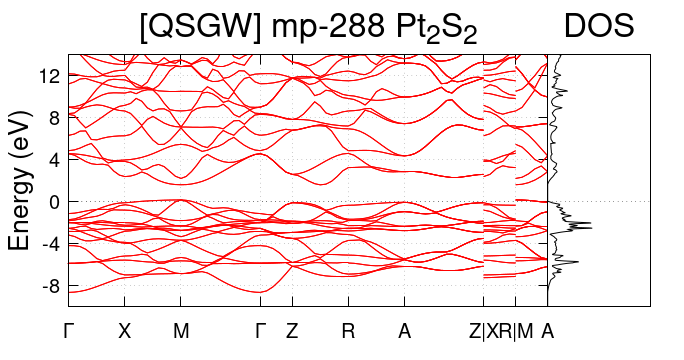 [QSGW] mp-288 Pt₂S₂ DOS
12
8
4
0
-4
-8
Energy (eV)
Γ X M Γ Z R A Z|XR|M A